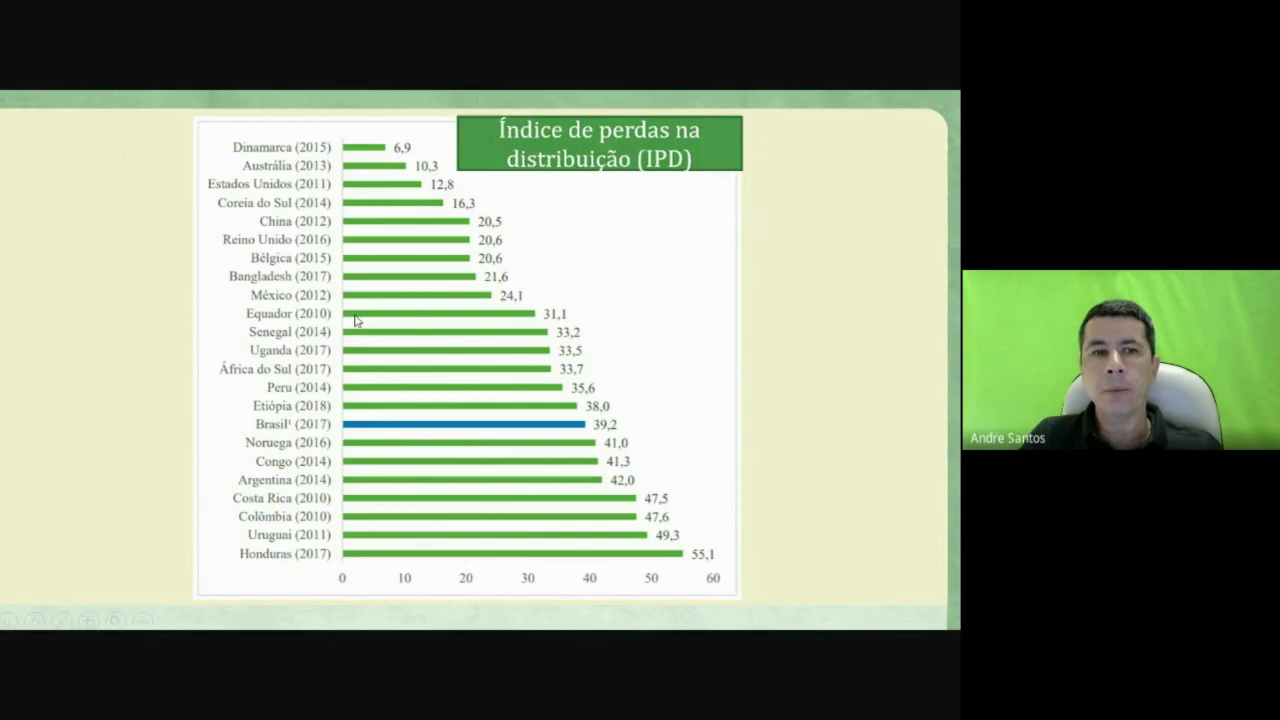 Índice de perdas na
distribuição (IPD)
Dinamarca (2015) 6,9
Austrália (2013) 10,3
Estados Unidos (2011) 12,8
Coreia do Sul (2014) 16,3
China (2012) 20,5
Reino Unido (2016) 20,6
Bélgica (2015) 20,6
Bangladesh (2017) 21,6
México (2012) 24,1
Equador (2010) 31,1
Senegal (2014) 33,2
Uganda (2017) 33,5
África do Sul (2017) 33,7
Peru (2014) 35,6
Etiópia (2018) 38,0
Brasil¹ (2017) 39,2
Noruega (2016) 41,0
Congo (2014) 41,3
Argentina (2014) 42,0
Costa Rica (2010) 47,5
Colômbia (2010) 47,6
Uruguai (2011) 49,3
Honduras (2017) 55,1
0 10 20 30 40 50 60
Andre Santos